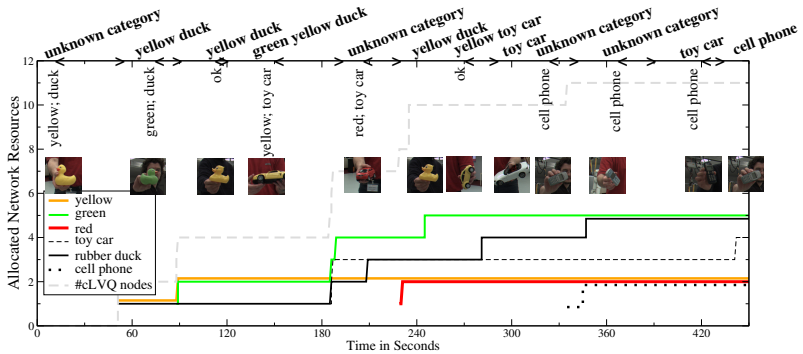 unknown category
yellow duck
yellow duck
green yellow duck
unknown category
yellow duck
yellow toy car
toy car
unknown category
unknown category
toy car
cell phone
yellow; duck
green; duck
ok
yellow; toy car
red; toy car
ok
cell phone
cell phone
cell phone
Allocated Network Resources
12
10
8
6
4
2
0
yellow
green
red
toy car
rubber duck
cell phone
#cLVQ nodes
0
60
120
180
240
300
360
420
Time in Seconds